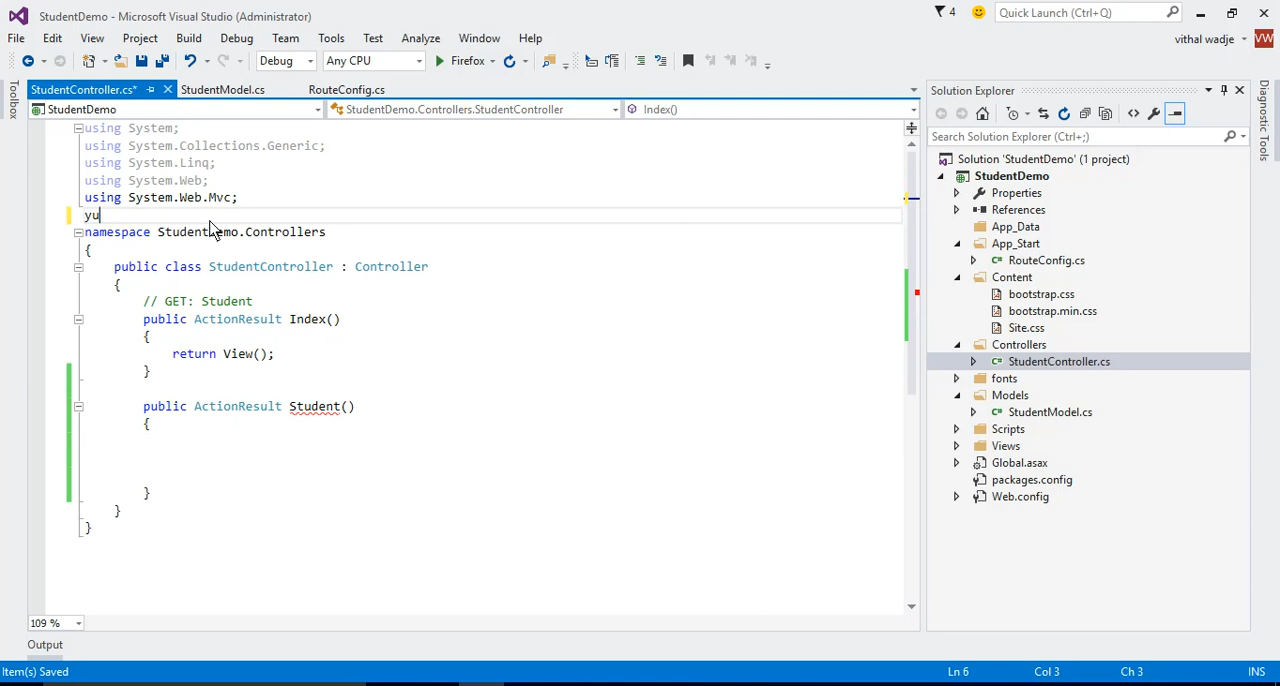 StudentDemo - Microsoft Visual Studio (Administrator)
4
Quick Launch (Ctrl+Q)
File Edit View Project Build Debug Team Tools Test Analyze Window Help
vithal wadje VW
Debug Any CPU Firefox
Toolbox
StudentController.cs* StudentModel.cs RouteConfig.cs
StudentDemo StudentDemo.Controllers.StudentController Index()
using System;
using System.Collections.Generic;
using System.Linq;
using System.Web;
using System.Web.Mvc;
yu
namespace StudentDemo.Controllers
{
public class StudentController : Controller
{
// GET: Student
public ActionResult Index()
{
return View();
}
public ActionResult Student()
{
}
}
}
109 %
Output
Solution Explorer
Search Solution Explorer (Ctrl+;)
Solution 'StudentDemo' (1 project)
StudentDemo
Properties
References
App_Data
App_Start
C# RouteConfig.cs
Content
bootstrap.css
bootstrap.min.css
Site.css
Controllers
C# StudentController.cs
fonts
Models
C# StudentModel.cs
Scripts
Views
Global.asax
packages.config
Web.config
Diagnostic Tools
Item(s) Saved Ln 6 Col 3 Ch 3 INS